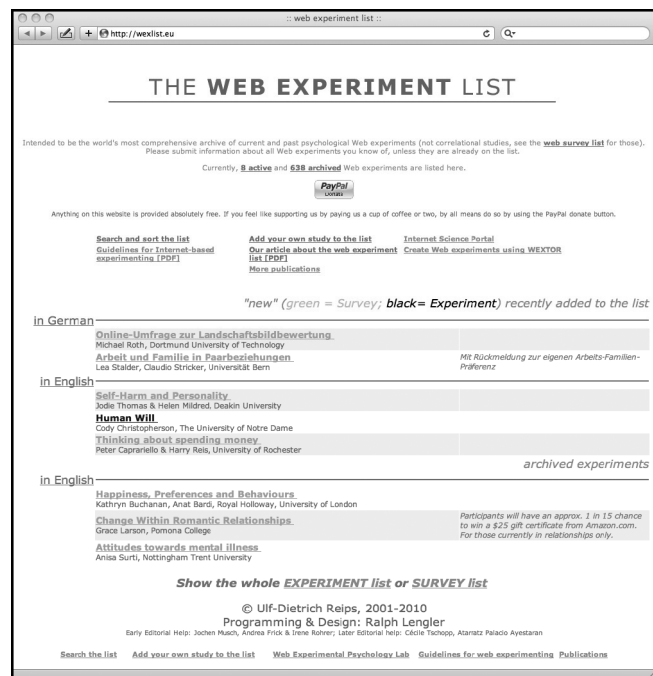 :: web experiment list ::
http://wexlist.eu
THE WEB EXPERIMENT LIST
Intended to be the world's most comprehensive archive of current and past psychological Web experiments (not correlational studies, see the web survey list for those).
Please submit information about all Web experiments you know of, unless they are already on the list.
Currently, 8 active and 638 archived Web experiments are listed here.
PayPal
DONATE
Anything on this website is provided absolutely free. If you feel like supporting us by paying us a cup of coffee or two, by all means do so by using the PayPal donate button.
Search and sort the list
Guidelines for Internet-based
experimenting [PDF]
Add your own study to the list
Our article about the web experiment
list [PDF]
More publications
Internet Science Portal
Create Web experiments using WEXTOR
"new" (green = Survey; black= Experiment) recently added to the list
in German
Online-Umfrage zur Landschaftsbildbewertung
Michael Roth, Dortmund University of Technology
Arbeit und Familie in Paarbeziehungen
Lea Stalder, Claudio Stricker, Universität Bern
Mit Rückmeldung zur eigenen Arbeits-Familien-
Präferenz
in English
Self-Harm and Personality
Jodie Thomas & Helen Mildred, Deakin University
Human Will
Cody Christopherson, The University of Notre Dame
Thinking about spending money
Peter Caprariello & Harry Reis, University of Rochester
archived experiments
in English
Happiness, Preferences and Behaviours
Kathryn Buchanan, Anat Bardi, Royal Holloway, University of London
Change Within Romantic Relationships
Grace Larson, Pomona College
Participants will have an approx. 1 in 15 chance
to win a $25 gift certificate from Amazon.com.
For those currently in relationships only.
Attitudes towards mental illness
Anisa Surti, Nottingham Trent University
Show the whole EXPERIMENT list or SURVEY list
© Ulf-Dietrich Reips, 2001-2010
Programming & Design: Ralph Lengler
Early Editorial Help: Jochen Musch, Andrea Frick & Irene Rohrer; Later Editorial help: Cécile Tschopp, Atarratz Palacio Ayestaran
Search the list Add your own study to the list Web Experimental Psychology Lab Guidelines for web experimenting Publications